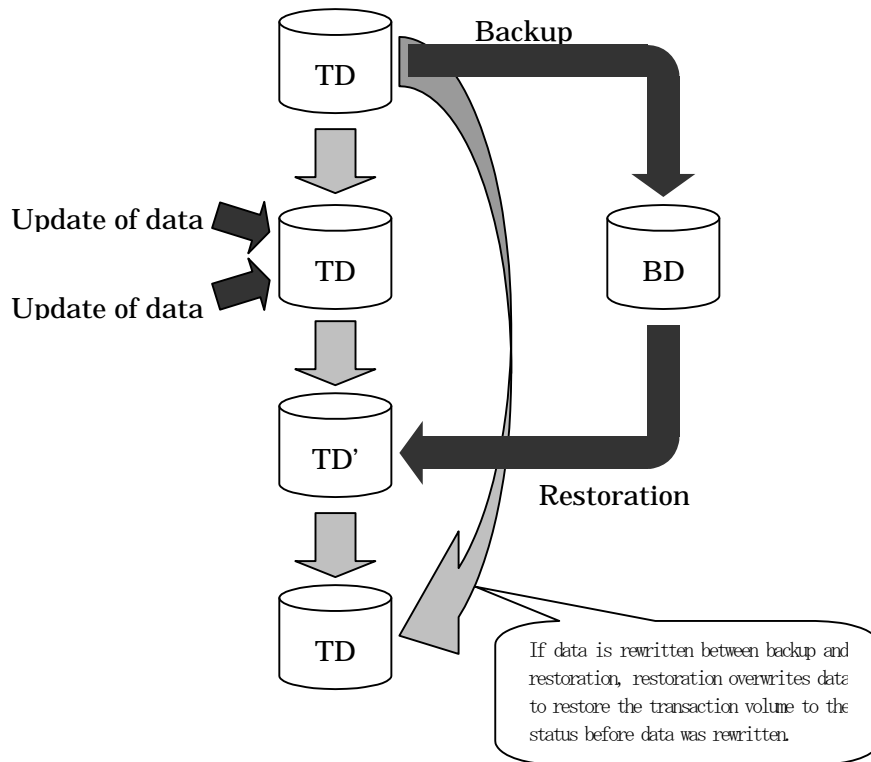 Backup
TD
Update of data
TD
BD
Update of data
TD'
Restoration
TD
If data is rewritten between backup and
restoration, restoration overwrites data
to restore the transaction volume to the
status before data was rewritten.